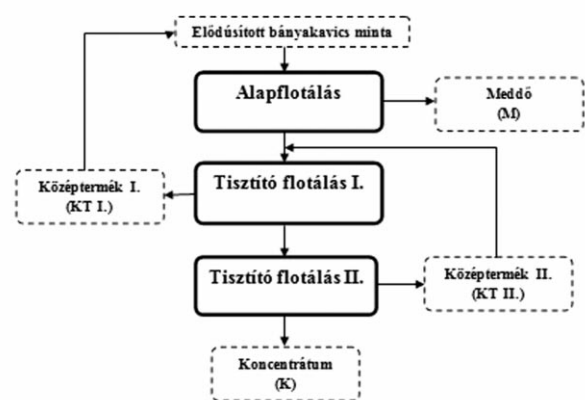 Elődúsított bányakavics minta
Alapflotálás
Meddő
(M)
Tisztító flotálás I.
Középtermék I.
(KT I.)
Tisztító flotálás II.
Középtermék II.
(KT II.)
Koncentrátum
(K)